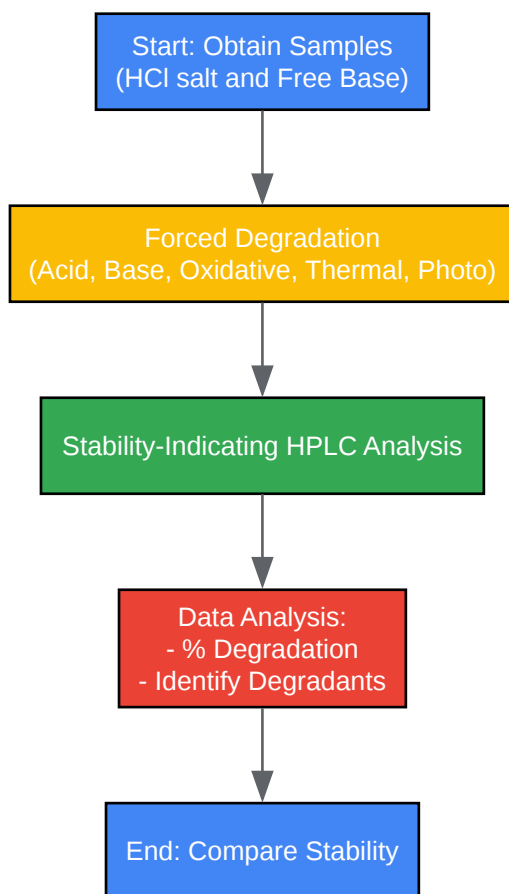 Start: Obtain Samples
(HCl salt and Free Base)
Forced Degradation
(Acid, Base, Oxidative, Thermal, Photo)
Stability-Indicating HPLC Analysis
Data Analysis:
- % Degradation
- Identify Degradants
End: Compare Stability